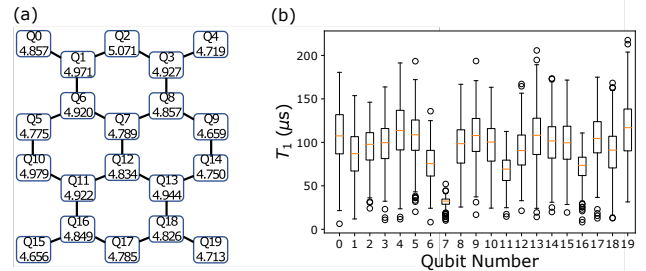 (a)
Q0 4.857
Q1 4.971
Q2 5.071
Q3 4.927
Q4 4.719
Q6 4.920
Q8 4.857
Q5 4.775
Q7 4.789
Q9 4.659
Q10 4.979
Q12 4.834
Q14 4.750
Q11 4.922
Q13 4.944
Q16 4.849
Q18 4.826
Q15 4.656
Q17 4.785
Q19 4.713
(b)
T1 (μs)
200
150
100
50
0
0 1 2 3 4 5 6 7 8 9 10 11 12 13 14 15 16 17 18 19
Qubit Number